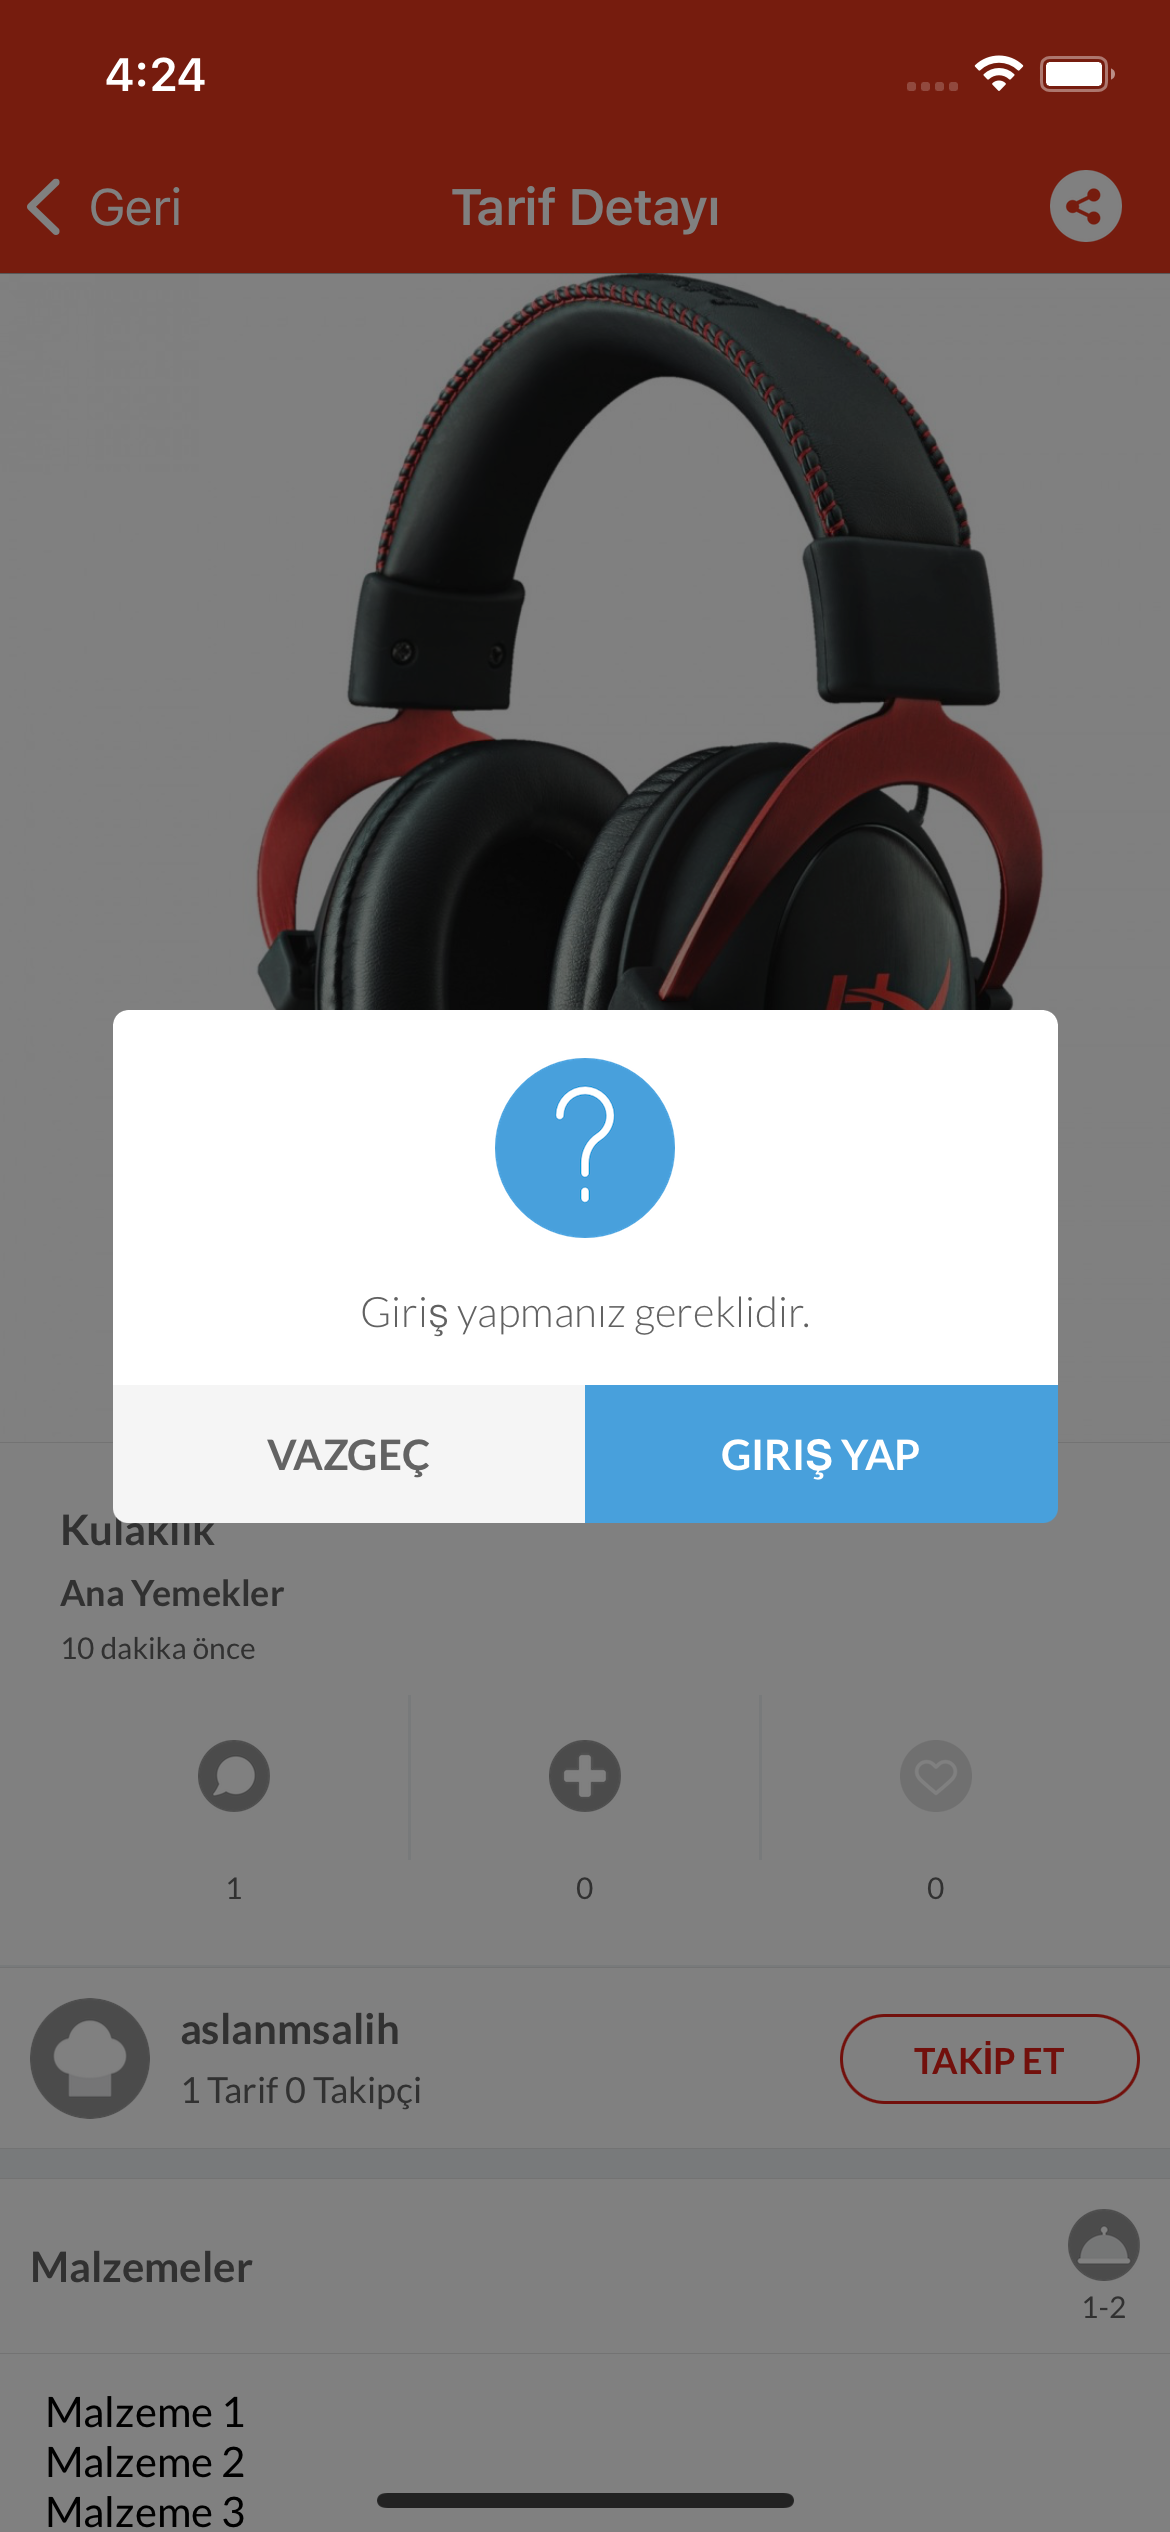 4:24
Geri
Tarif Detayı
Giriş yapmanız gereklidir.
VAZGEÇ
GIRIŞ YAP
Kulaklık
Ana Yemekler
10 dakika önce
1
0
0
aslanmsalih
1 Tarif 0 Takipçi
TAKİP ET
Malzemeler
1-2
Malzeme 1
Malzeme 2
Malzeme 3